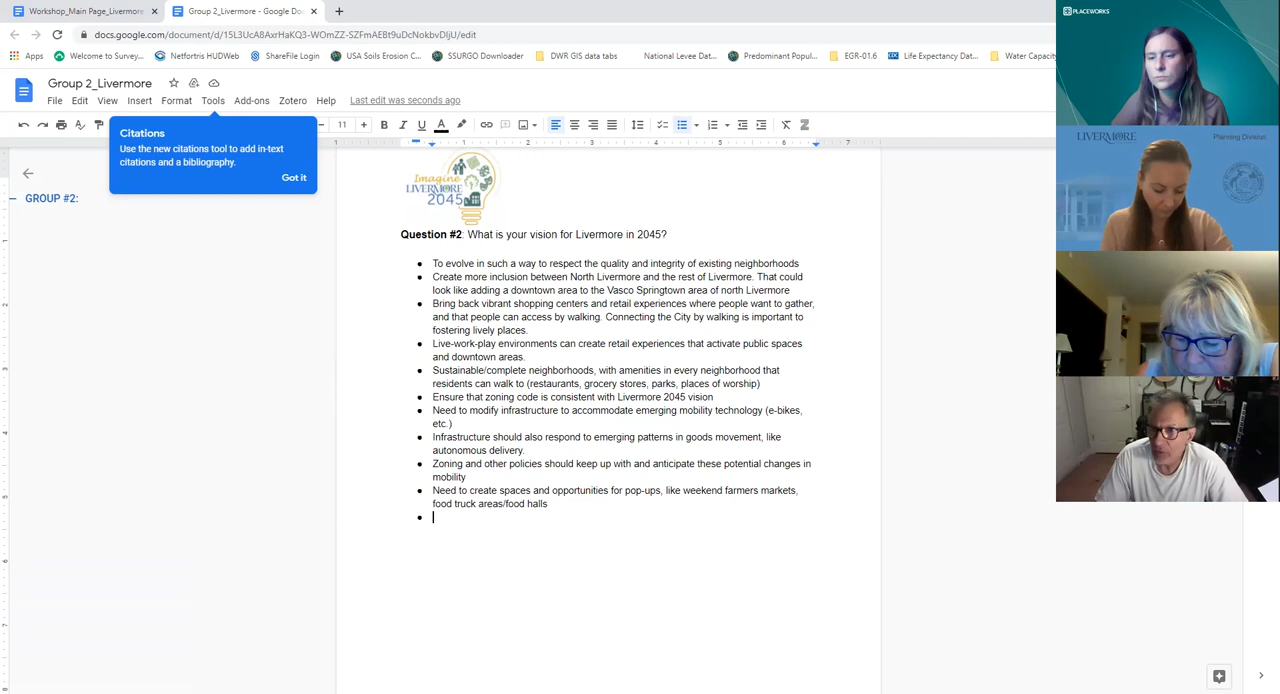 Workshop_Main Page_Livermore
Group 2_Livermore - Google Doc
docs.google.com/document/d/15L3UcA8AxrHaKQ3-WOmZZ-SZFmAEBt9uDcNokbvDIjU/edit
Apps
Welcome to Survey...
Netfortris HUDWeb
ShareFile Login
USA Soils Erosion C...
SSURGO Downloader
DWR GIS data tabs
National Levee Dat...
Predominant Popul...
EGR-01.6
Life Expectancy Dat...
Water Capacity
Group 2_Livermore
File Edit View Insert Format Tools Add-ons Zotero Help Last edit was seconds ago
11
Citations
Use the new citations tool to add in-text
citations and a bibliography.
Got it
GROUP #2:
1 1 2 3 4 5 6 7
Imagine
LIVERMORE
2045
Question #2: What is your vision for Livermore in 2045?
● To evolve in such a way to respect the quality and integrity of existing neighborhoods
● Create more inclusion between North Livermore and the rest of Livermore. That could
look like adding a downtown area to the Vasco Springtown area of north Livermore
● Bring back vibrant shopping centers and retail experiences where people want to gather,
and that people can access by walking. Connecting the City by walking is important to
fostering lively places.
● Live-work-play environments can create retail experiences that activate public spaces
and downtown areas.
● Sustainable/complete neighborhoods, with amenities in every neighborhood that
residents can walk to (restaurants, grocery stores, parks, places of worship)
● Ensure that zoning code is consistent with Livermore 2045 vision
● Need to modify infrastructure to accommodate emerging mobility technology (e-bikes,
etc.)
● Infrastructure should also respond to emerging patterns in goods movement, like
autonomous delivery.
● Zoning and other policies should keep up with and anticipate these potential changes in
mobility
● Need to create spaces and opportunities for pop-ups, like weekend farmers markets,
food truck areas/food halls
●
PLACEWORKS
LIVERMORE
Planning Division